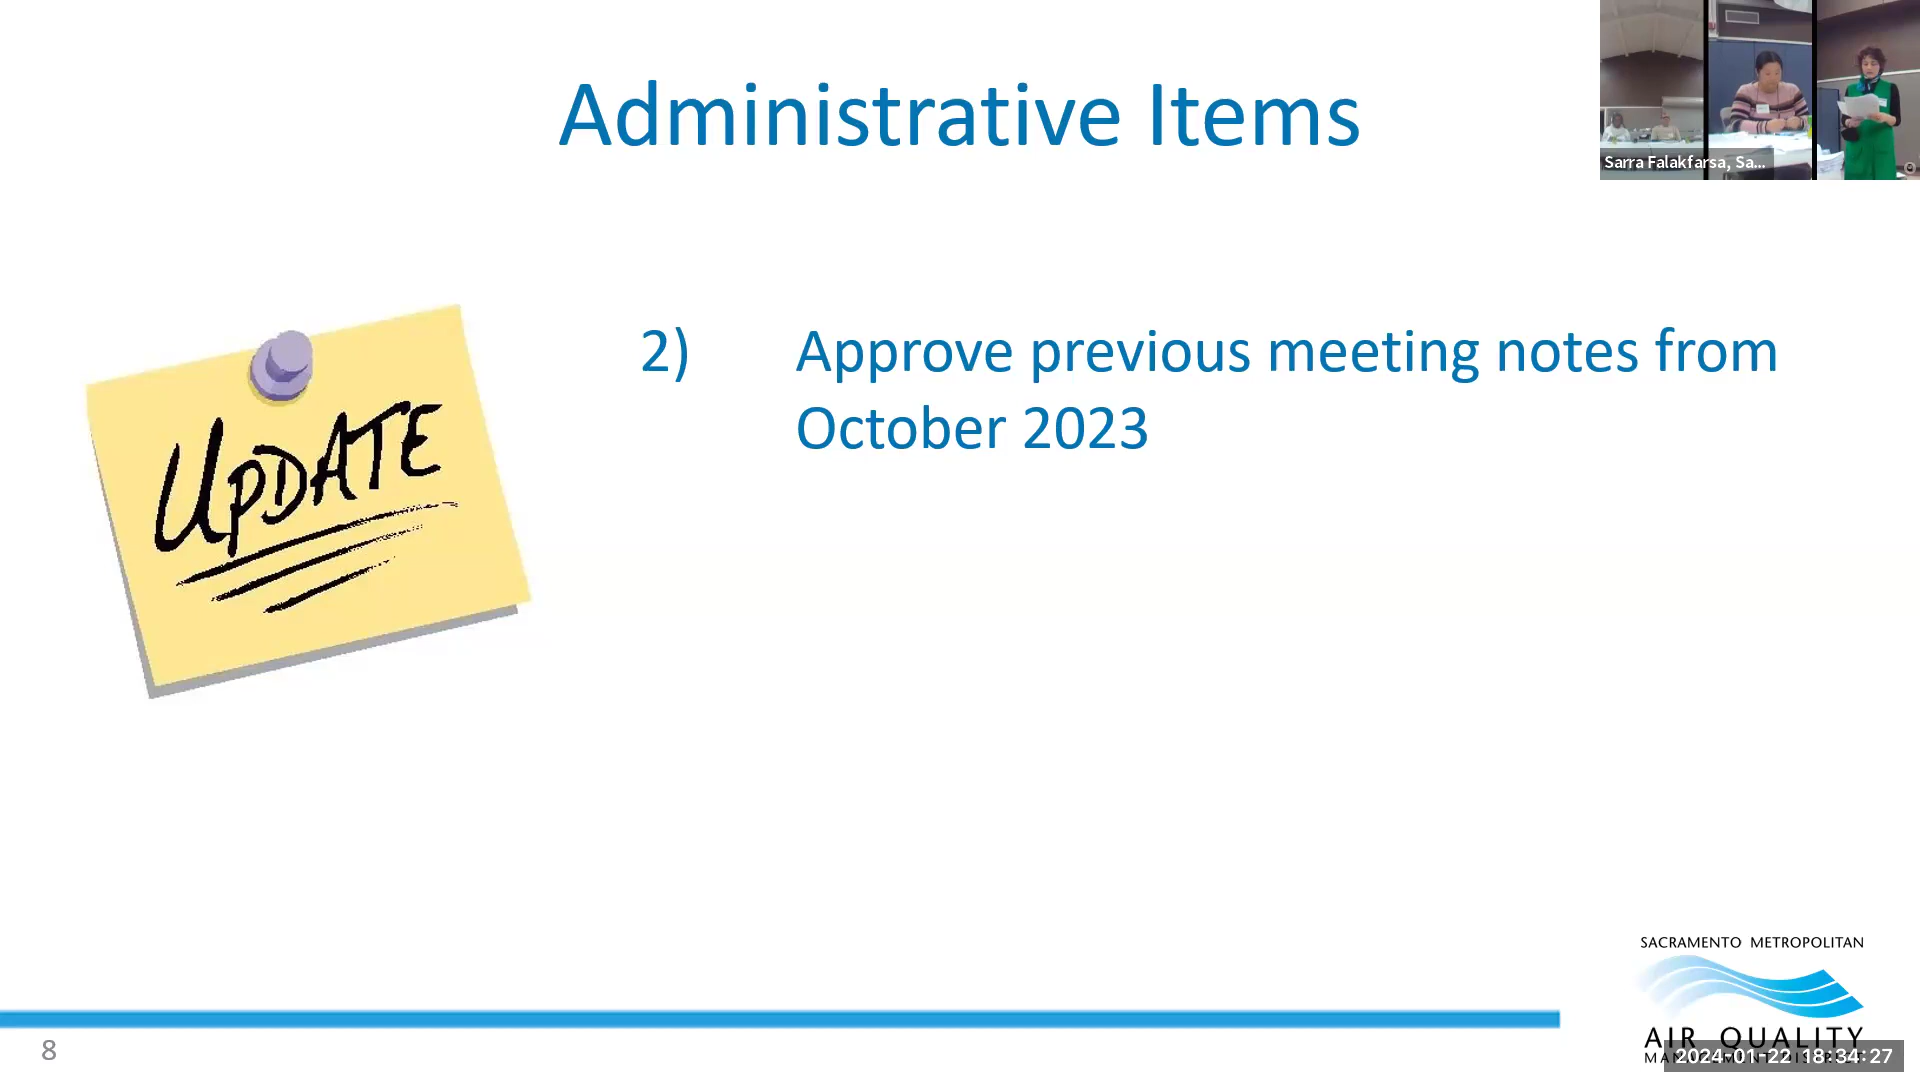 Administrative Items
Sarra Falakfarsa, Sa...
2) Approve previous meeting notes from
October 2023
UPDATE
SACRAMENTO METROPOLITAN
AIR QUALITY
2024-01-22 18:34:27
8